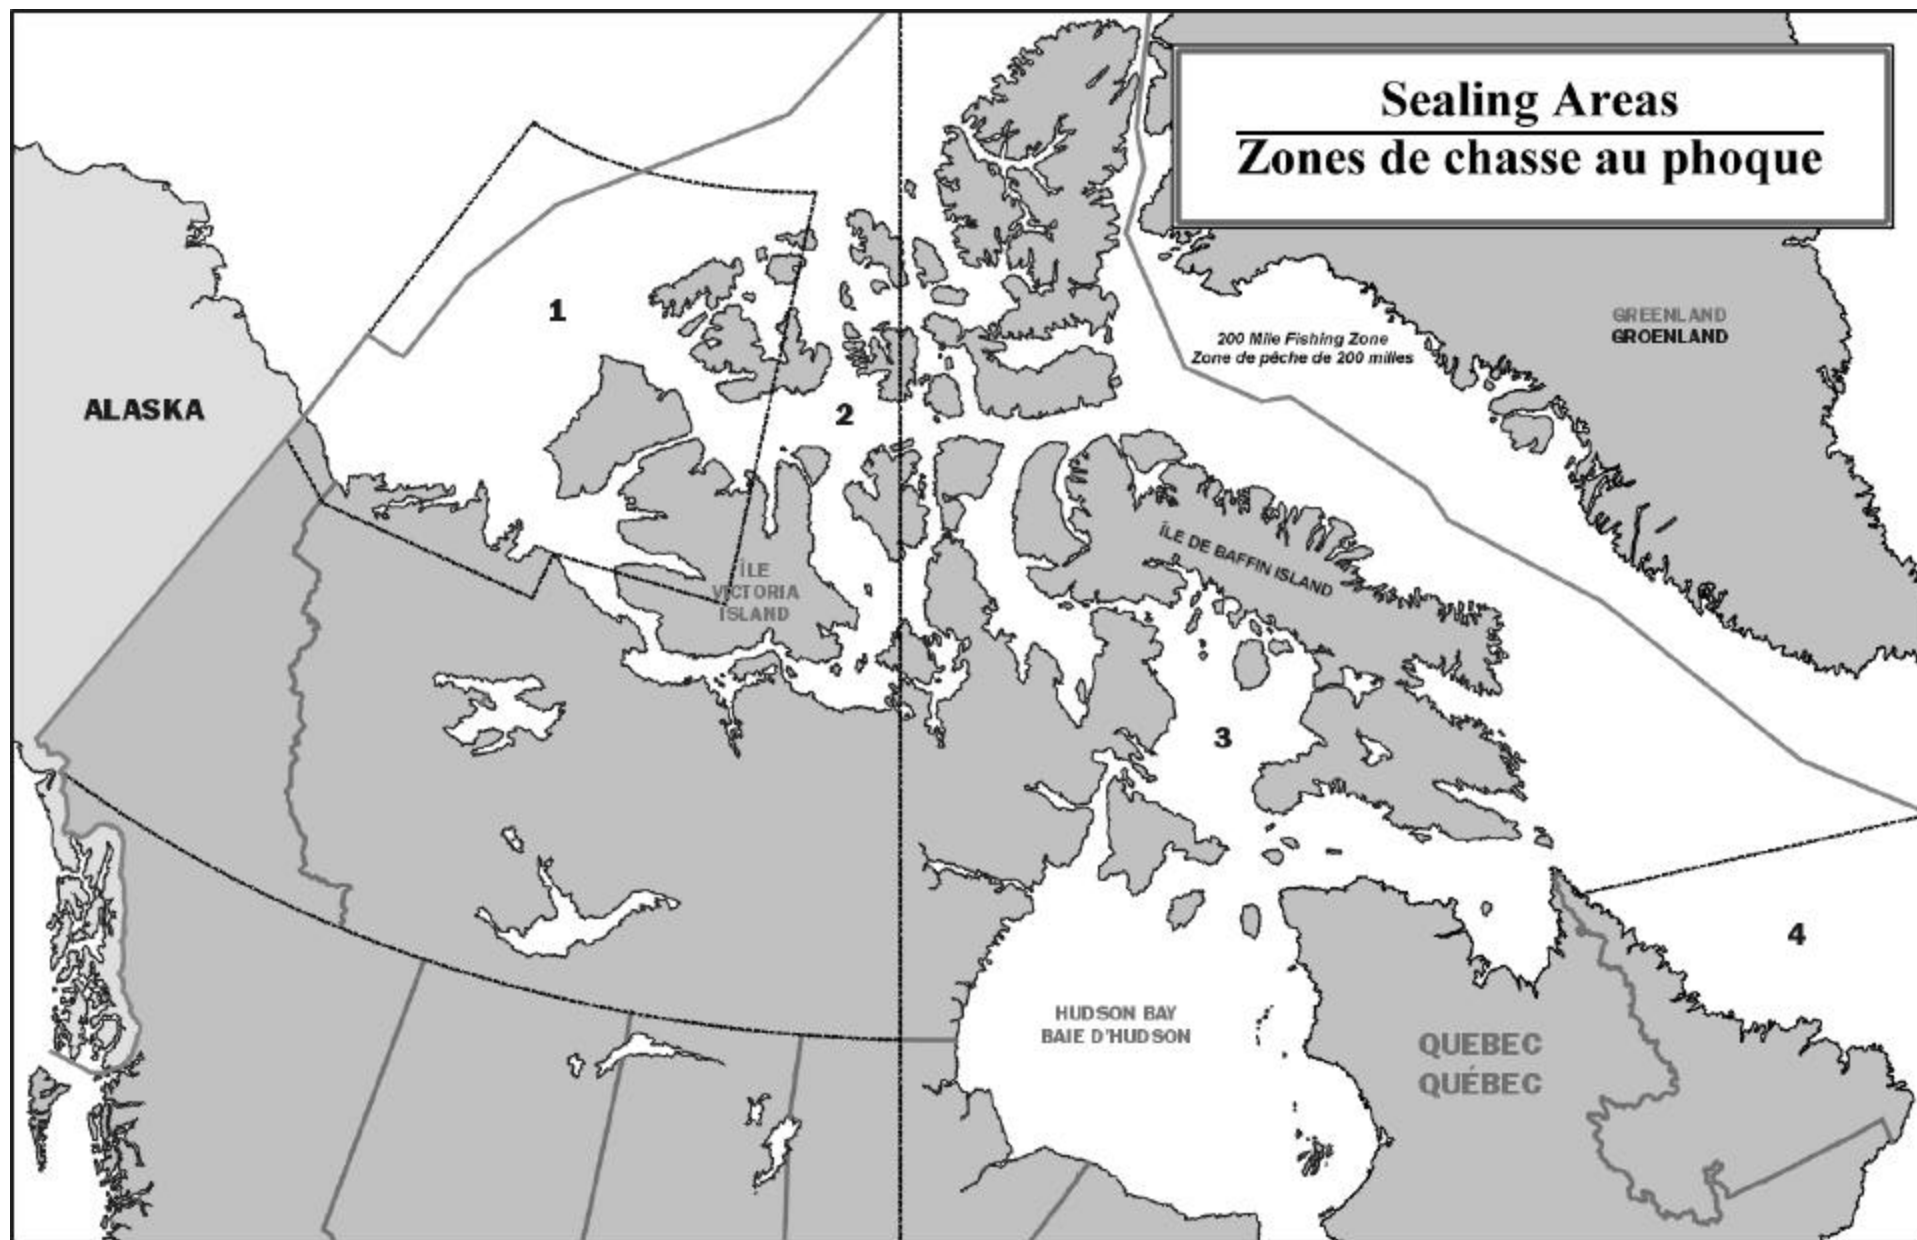 Sealing Areas
Zones de chasse au phoque
1
GREENLAND
GROENLAND
200 Mile Fishing Zone
Zone de pêche de 200 milles
ALASKA
2
ÎLE DE BAFFIN ISLAND
ÎLE
VICTORIA
ISLAND
3
4
HUDSON BAY
BAIE D'HUDSON
QUEBEC
QUÉBEC